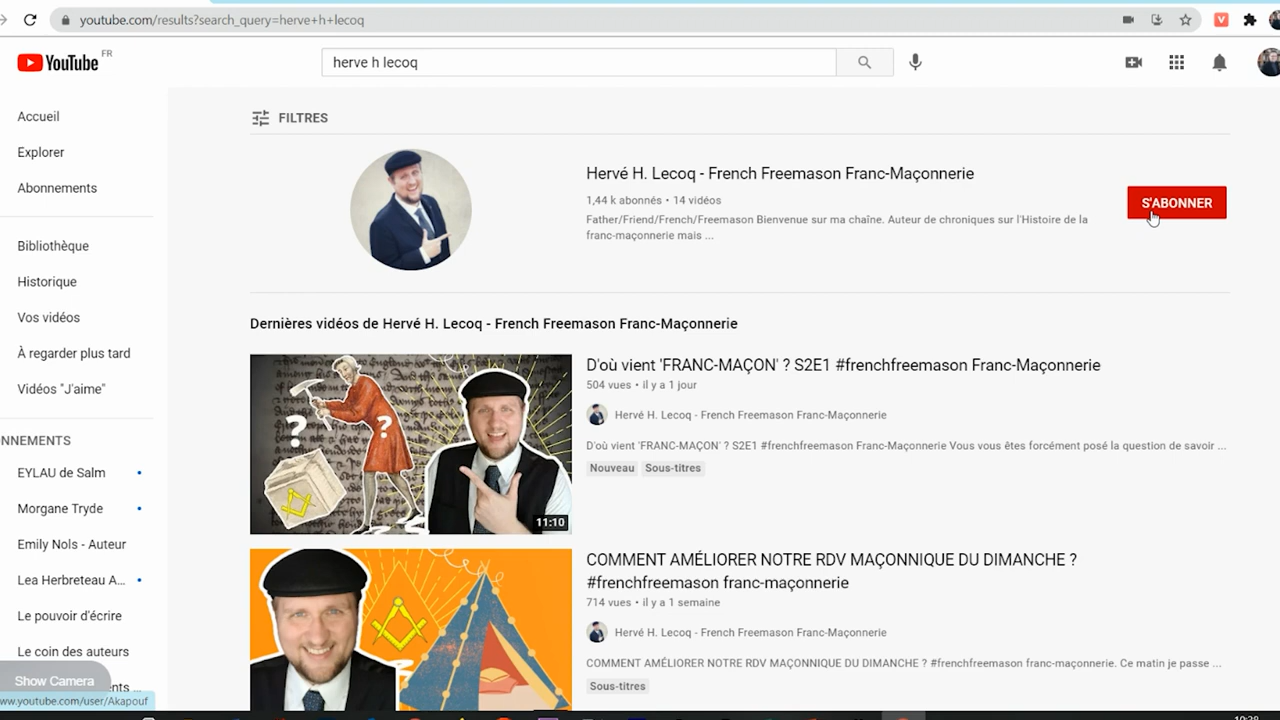 youtube.com/results?search_query=herve+h+lecoq
YouTube FR
herve h lecoq
Accueil
Explorer
Abonnements
Bibliothèque
Historique
Vos vidéos
À regarder plus tard
Vidéos "J'aime"
NNEMENTS
EYLAU de Salm
Morgane Tryde
Emily Nols - Auteur
Lea Herbreteau A...
Le pouvoir d'écrire
Le coin des auteurs
Show Camera
ents ...
ww.youtube.com/user/Akapouf
FILTRES
Hervé H. Lecoq - French Freemason Franc-Maçonnerie
1,44 k abonnés • 14 vidéos
Father/Friend/French/Freemason Bienvenue sur ma chaîne. Auteur de chroniques sur l'Histoire de la
franc-maçonnerie mais ...
S'ABONNER
Dernières vidéos de Hervé H. Lecoq - French Freemason Franc-Maçonnerie
? ?
11:10
D'où vient 'FRANC-MAÇON' ? S2E1 #frenchfreemason Franc-Maçonnerie
504 vues • il y a 1 jour
Hervé H. Lecoq - French Freemason Franc-Maçonnerie
D'où vient 'FRANC-MAÇON' ? S2E1 #frenchfreemason Franc-Maçonnerie Vous vous êtes forcément posé la question de savoir ...
Nouveau Sous-titres
COMMENT AMÉLIORER NOTRE RDV MAÇONNIQUE DU DIMANCHE ?
#frenchfreemason franc-maçonnerie
714 vues • il y a 1 semaine
Hervé H. Lecoq - French Freemason Franc-Maçonnerie
COMMENT AMÉLIORER NOTRE RDV MAÇONNIQUE DU DIMANCHE ? #frenchfreemason franc-maçonnerie. Ce matin je passe ...
Sous-titres